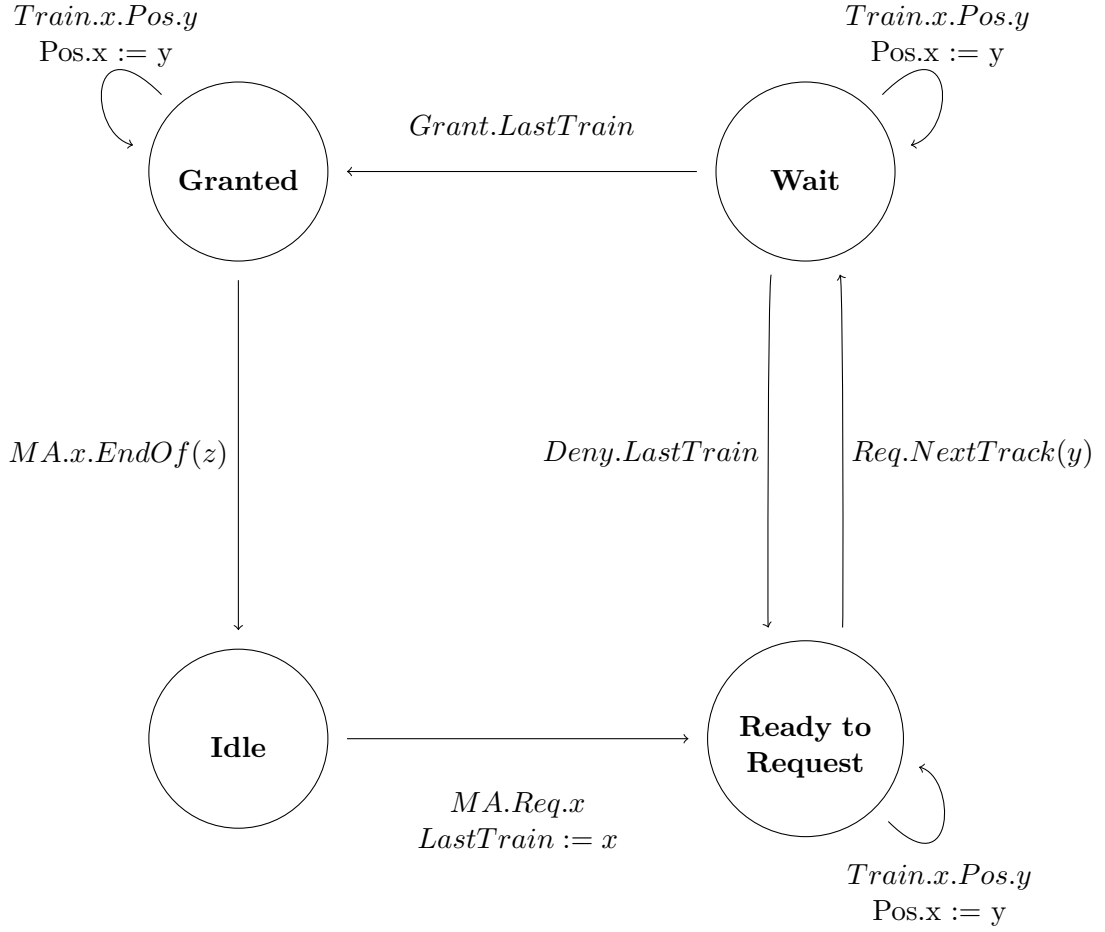 Train.x.Pos.y
Pos.x := y
Train.x.Pos.y
Pos.x := y
Grant.LastTrain
Granted
Wait
MA.x.EndOf(z)
Deny.LastTrain
Req.NextTrack(y)
Idle
Ready to
Request
MA.Req.x
LastTrain := x
Train.x.Pos.y
Pos.x := y